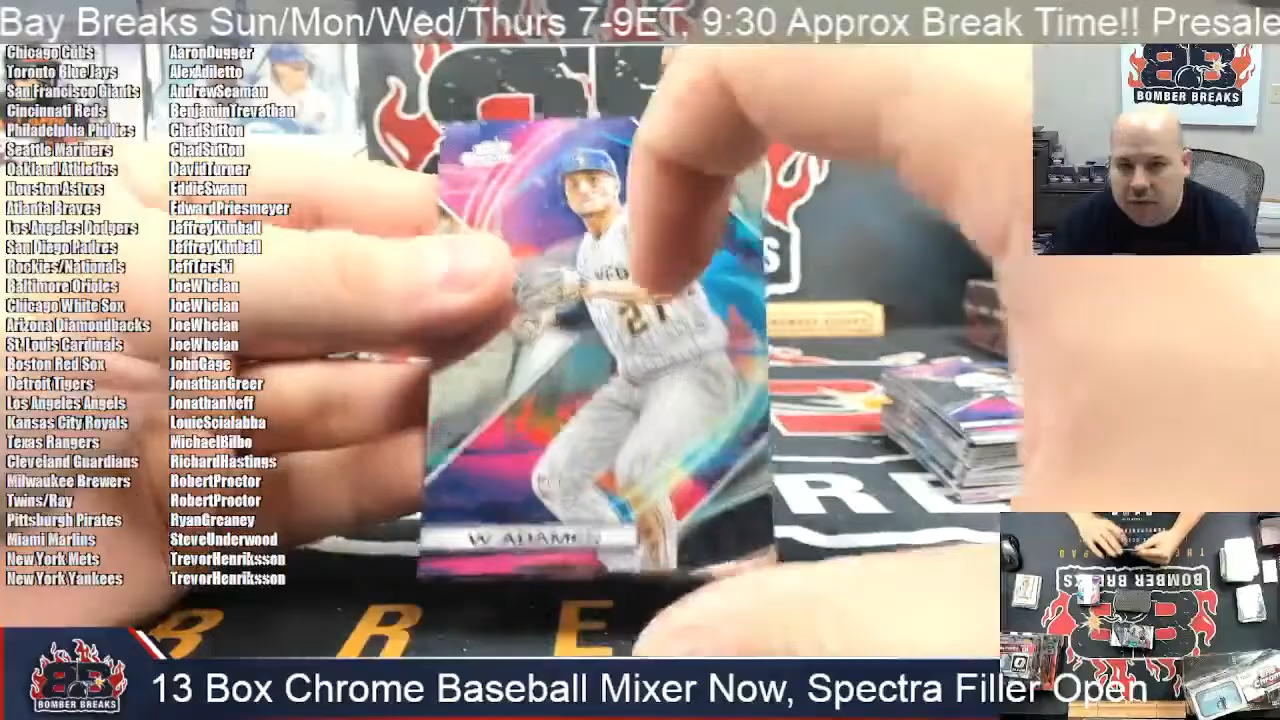 Bay Breaks Sun/Mon/Wed/Thurs 7-9ET, 9:30 Approx Break Time!! Presale
Chicago Cubs AaronDugger
Toronto Blue Jays AlexAdiletto
San Francisco Giants AndrewSeaman
Cincinnati Reds BenjaminTrevathan
Philadelphia Phillies ChadSutton
Seattle Mariners ChadSutton
Oakland Athletics DavidTurner
Houston Astros EddieSwann
Atlanta Braves EdwardPriesmeyer
Los Angeles Dodgers JeffreyKimball
San Diego Padres JeffreyKimball
Rockies/Nationals JeffTerski
Baltimore Orioles JoeWhelan
Chicago White Sox JoeWhelan
Arizona Diamondbacks JoeWhelan
St. Louis Cardinals JoeWhelan
Boston Red Sox JohnGage
Detroit Tigers JonathanGreer
Los Angeles Angels JonathanNeff
Kansas City Royals LouieScialabba
Texas Rangers MichaelBilbo
Cleveland Guardians RichardHastings
Milwaukee Brewers RobertProctor
Twins/Ray RobertProctor
Pittsburgh Pirates RyanGreaney
Miami Marlins SteveUnderwood
New York Mets TrevorHenriksson
New York Yankees TrevorHenriksson
BOMBER BREAKS
21
W ADAM
S
R E
B R E
BOMBER BREAKS
BOMBER BREAKS
13 Box Chrome Baseball Mixer Now, Spectra Filler Open